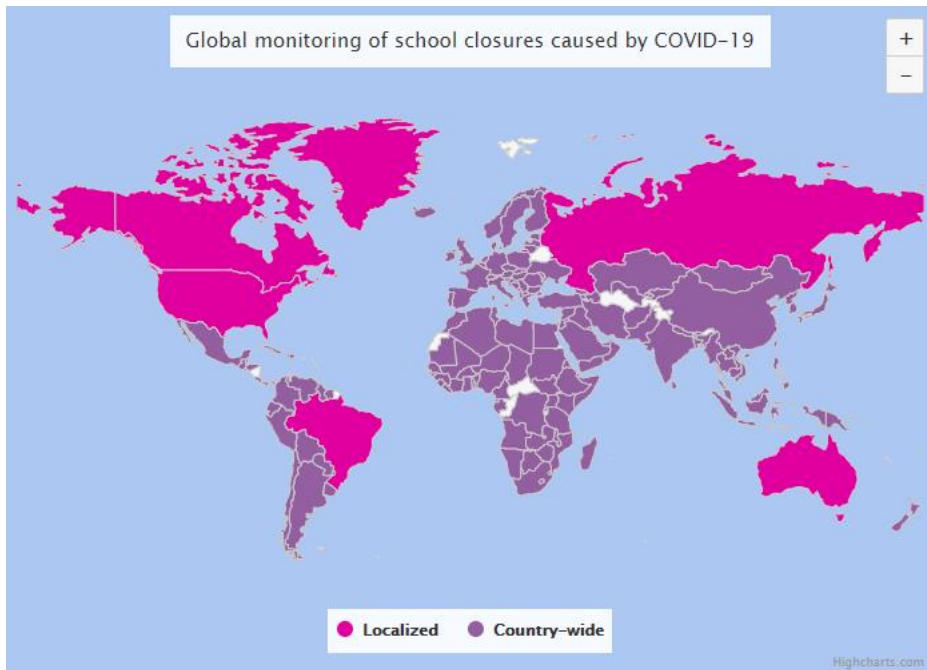 Global monitoring of school closures caused by COVID-19
+
−
Localized
Country-wide
Highcharts.com